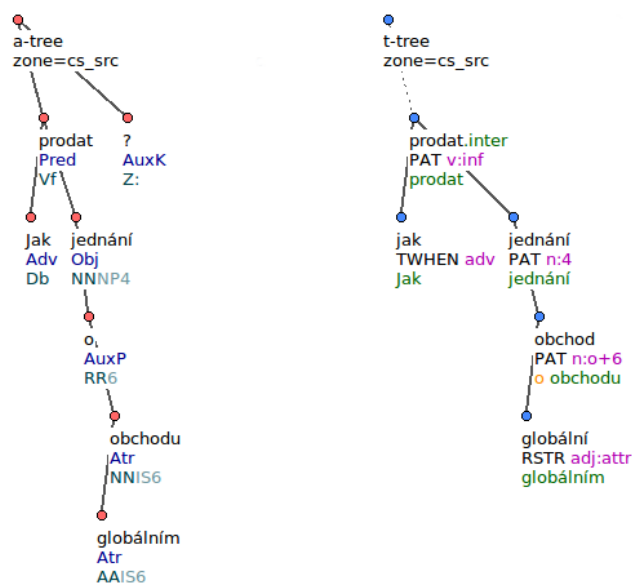 a-tree
zone=cs_src
prodat
Pred
Vf
?
AuxK
Z:
Jak
Adv
Db
jednání
Obj
NNNP4
o
AuxP
RR6
obchodu
Atr
NNIS6
globálním
Atr
AAIS6
t-tree
zone=cs_src
prodat.inter
PAT v:inf
prodat
jak
TWHEN adv
Jak
jednání
PAT n:4
jednání
obchod
PAT n:o+6
o obchodu
globální
RSTR adj:attr
globálním